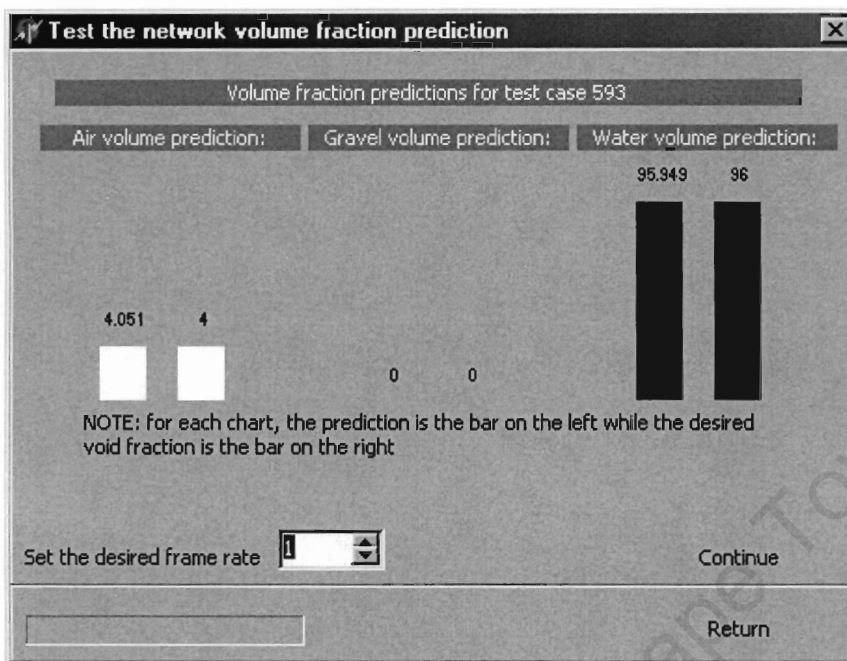 Test the network volume fraction prediction
Volume fraction predictions for test case 593
Air volume prediction: Gravel volume prediction: Water volume prediction:
95.949 96
4.051 4
0 0
NOTE: for each chart, the prediction is the bar on the left while the desired
void fraction is the bar on the right
Set the desired frame rate 1 Continue
Return